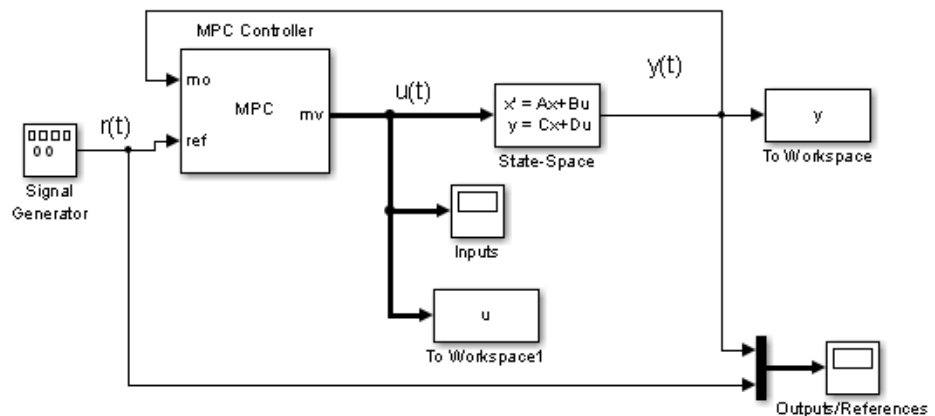 MPC Controller
mo
MPC
mv
ref
r(t)
u(t)
y(t)
x' = Ax+Bu
y = Cx+Du
State-Space
y
To Workspace
Signal
Generator
Inputs
u
To Workspace1
Outputs/References